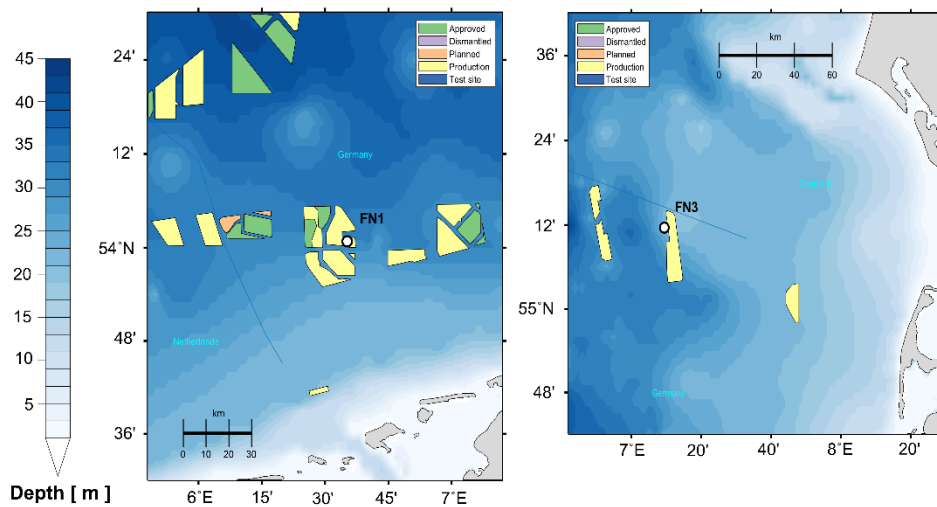 45
40
35
30
25
20
15
10
5
Depth [ m ]
24'
12'
54°N
48'
36'
6°E
15'
30'
45'
7°E
Approved
Dismantled
Planned
Production
Test site
Germany
FN1
Netherlands
km
0
10
20
30
36'
24'
12'
55°N
48'
7°E
20'
40'
8°E
20'
Approved
Dismantled
Planned
Production
Test site
km
0
20
40
60
FN3
Germany